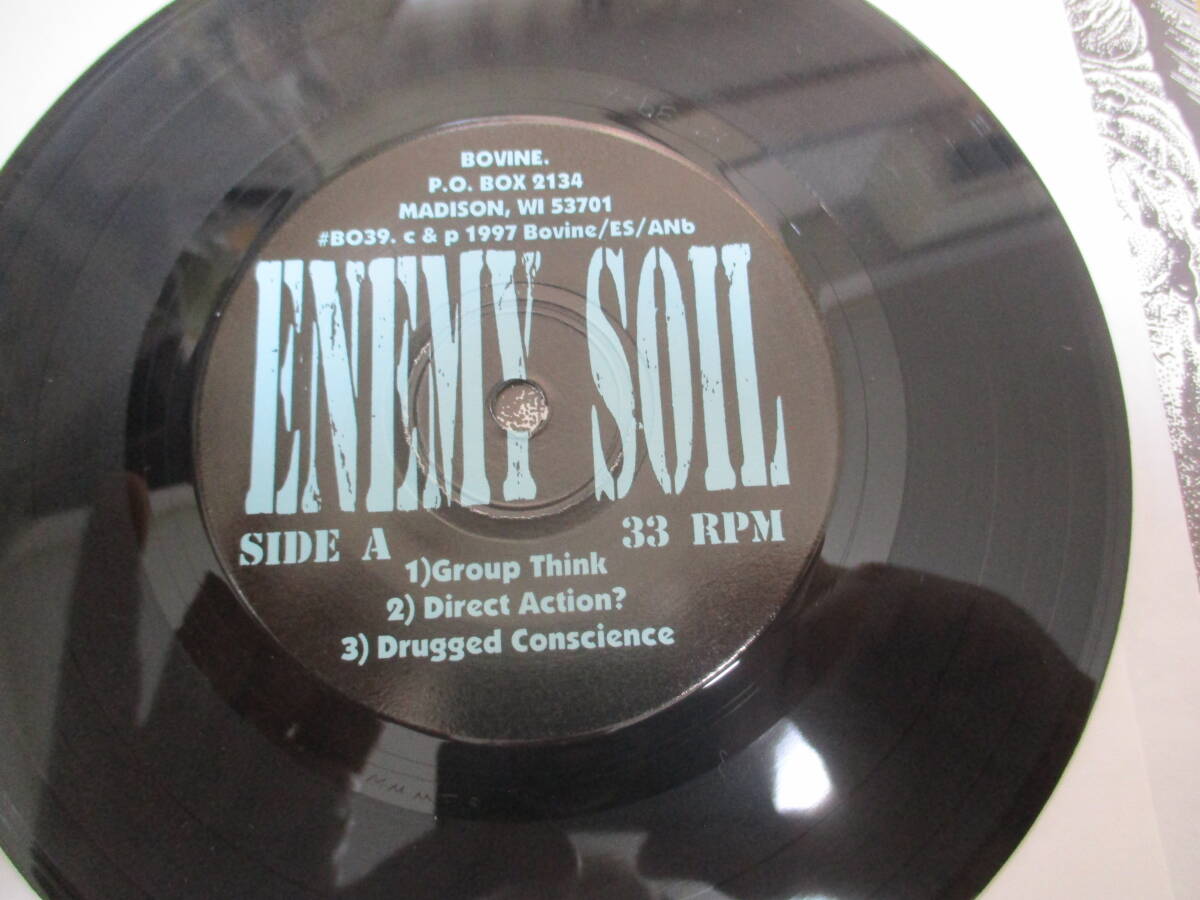 BOVINE.
P.O. BOX 2134
MADISON, WI 53701
#BO39. c & p 1997 Bovine/ES/ANb
ENEMY SOIL
SIDE A 33 RPM
1)Group Think
2) Direct Action?
3) Drugged Conscience